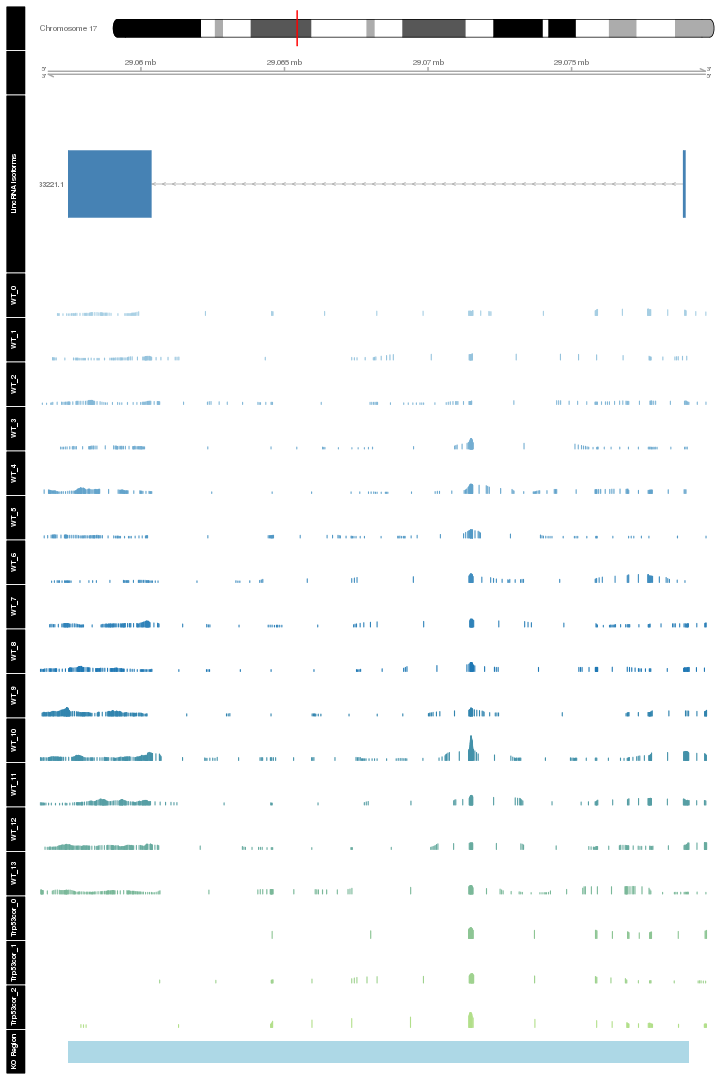 Chromosome 17
5' 3'
3' 5'
29.06 mb 29.065 mb 29.07 mb 29.075 mb
LincRNA Isoforms
33221.1
WT_0
WT_1
WT_2
WT_3
WT_4
WT_5
WT_6
WT_7
WT_8
WT_9
WT_10
WT_11
WT_12
WT_13
Trp53cor_0
Trp53cor_1
Trp53cor_2
KO Region